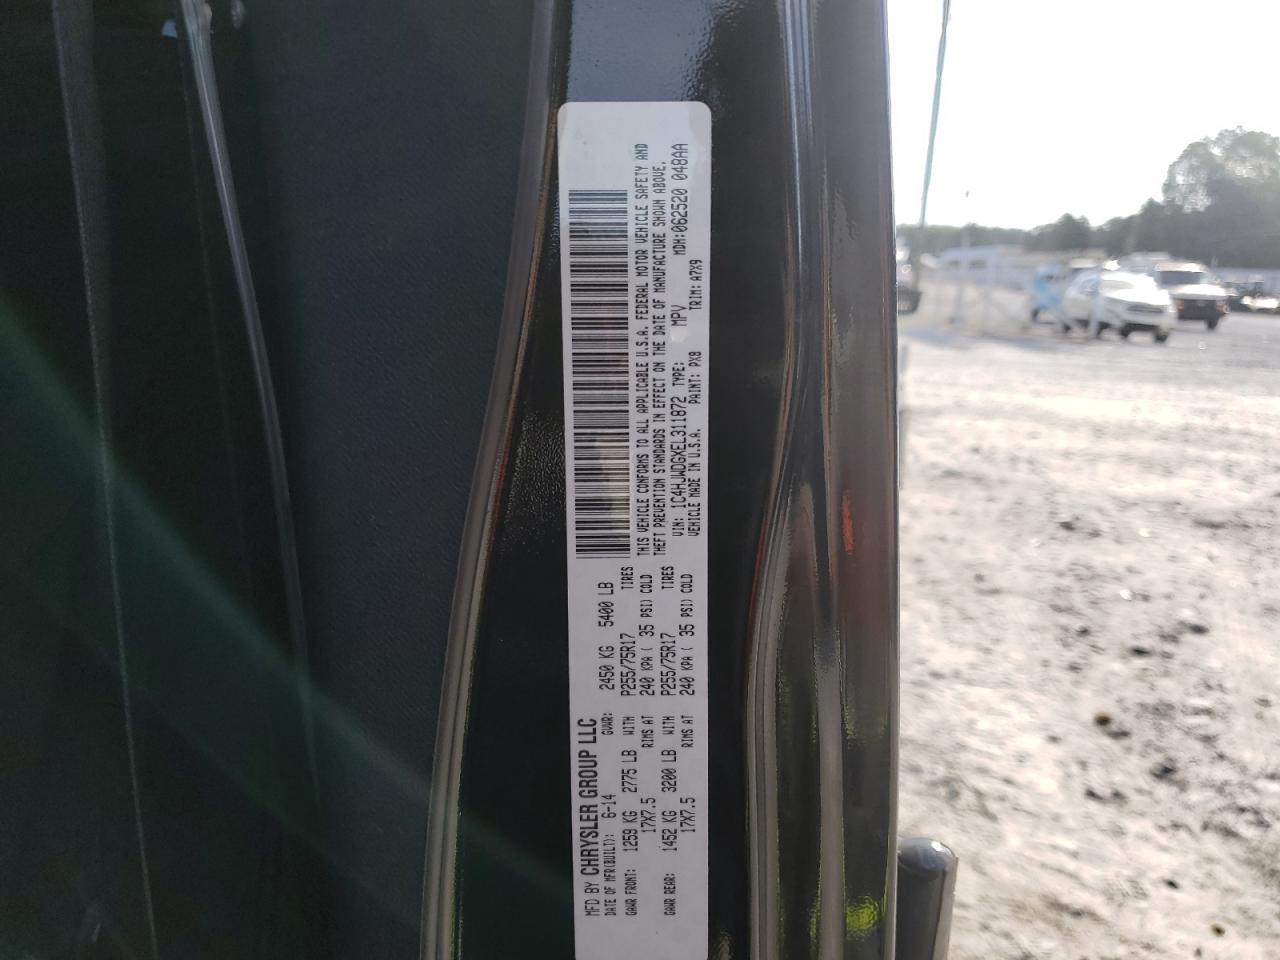 MFD BY CHRYSLER GROUP LLC
DATE OF MFR(BUILT): 6-14 GVWR: 2450 KG 5400 LB
GAWR FRONT: 1259 KG 2775 LB WITH P255/75R17 TIRES
17X7.5 RIMS AT 240 KPA ( 35 PSI) COLD
GAWR REAR: 1452 KG 3200 LB WITH P255/75R17 TIRES
17X7.5 RIMS AT 240 KPA ( 35 PSI) COLD
THIS VEHICLE CONFORMS TO ALL APPLICABLE U.S.A. FEDERAL MOTOR VEHICLE SAFETY AND
THEFT PREVENTION STANDARDS IN EFFECT ON THE DATE OF MANUFACTURE SHOWN ABOVE.
VIN: 1C4HJWDGXEL311872 TYPE: MPV MDH:062520 048AA
VEHICLE MADE IN U.S.A. PAINT: PX8 TRIM: A7X9